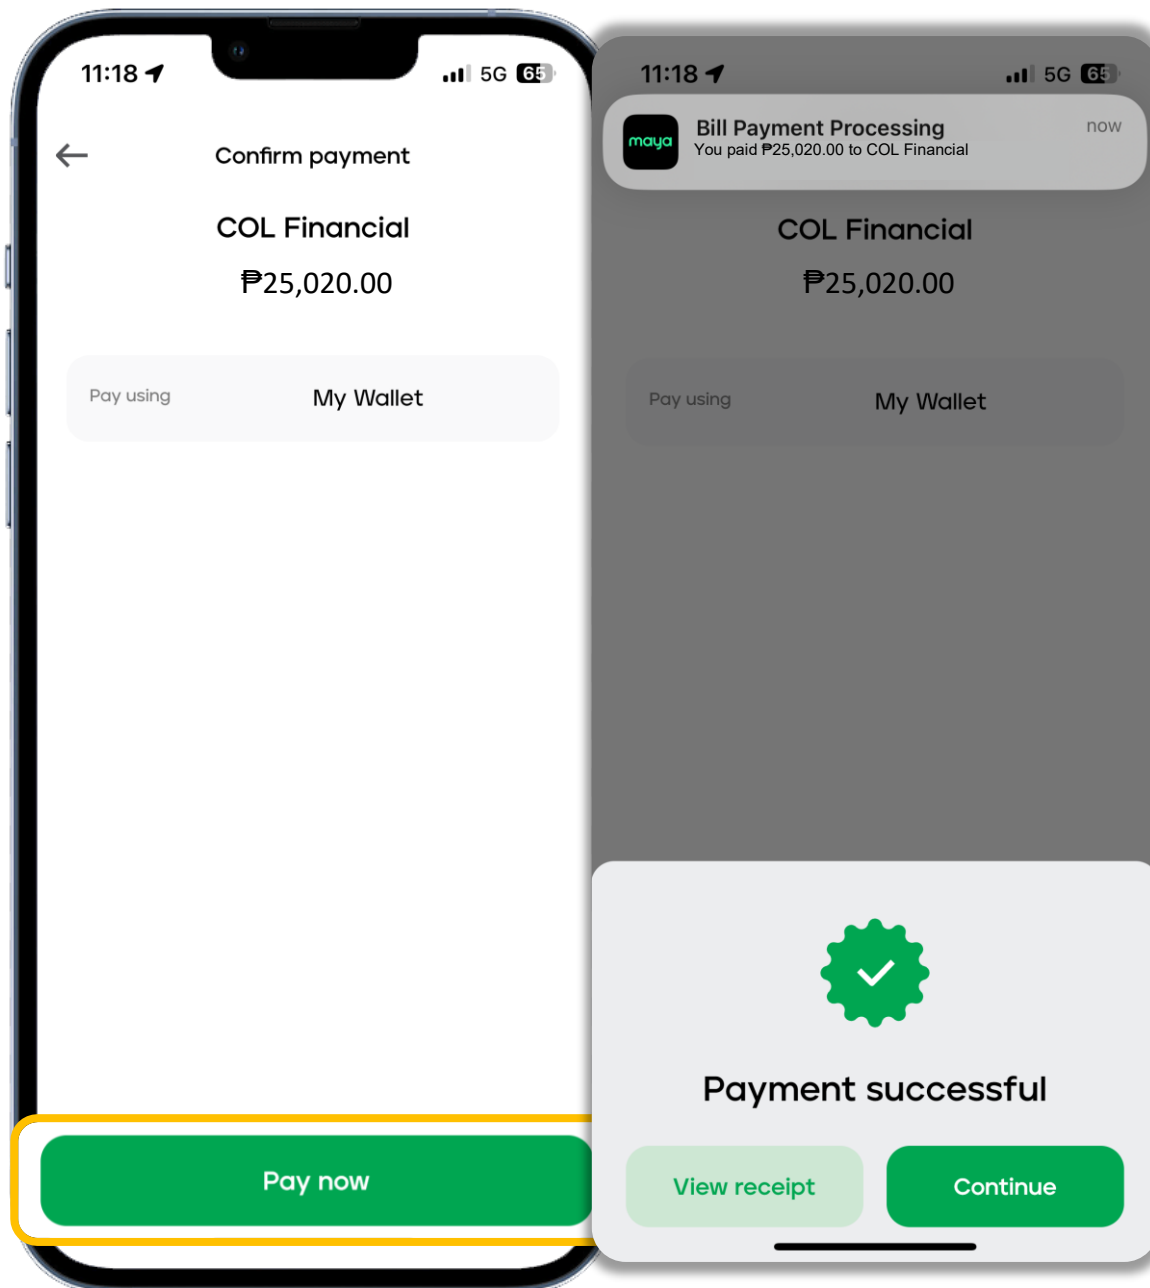 11:18
5G 65
Confirm payment
COL Financial
₱25,020.00
Pay using My Wallet
Pay now
11:18
5G 65
maya
Bill Payment Processing
now
You paid ₱25,020.00 to COL Financial
COL Financial
₱25,020.00
Pay using My Wallet
Payment successful
View receipt
Continue